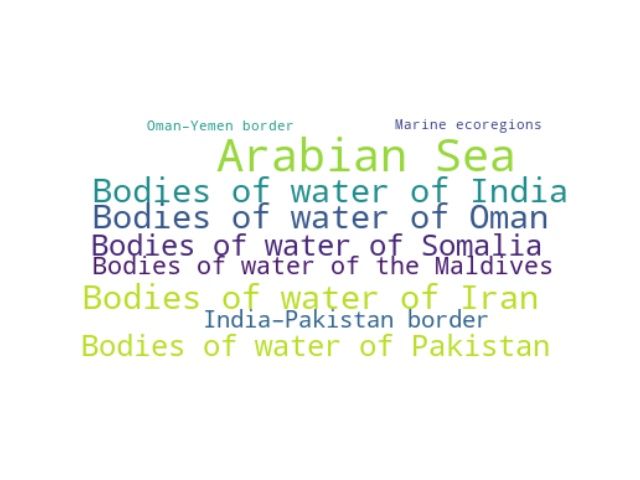 Oman–Yemen border
Marine ecoregions
Arabian Sea
Bodies of water of India
Bodies of water of Oman
Bodies of water of Somalia
Bodies of water of the Maldives
Bodies of water of Iran
India–Pakistan border
Bodies of water of Pakistan